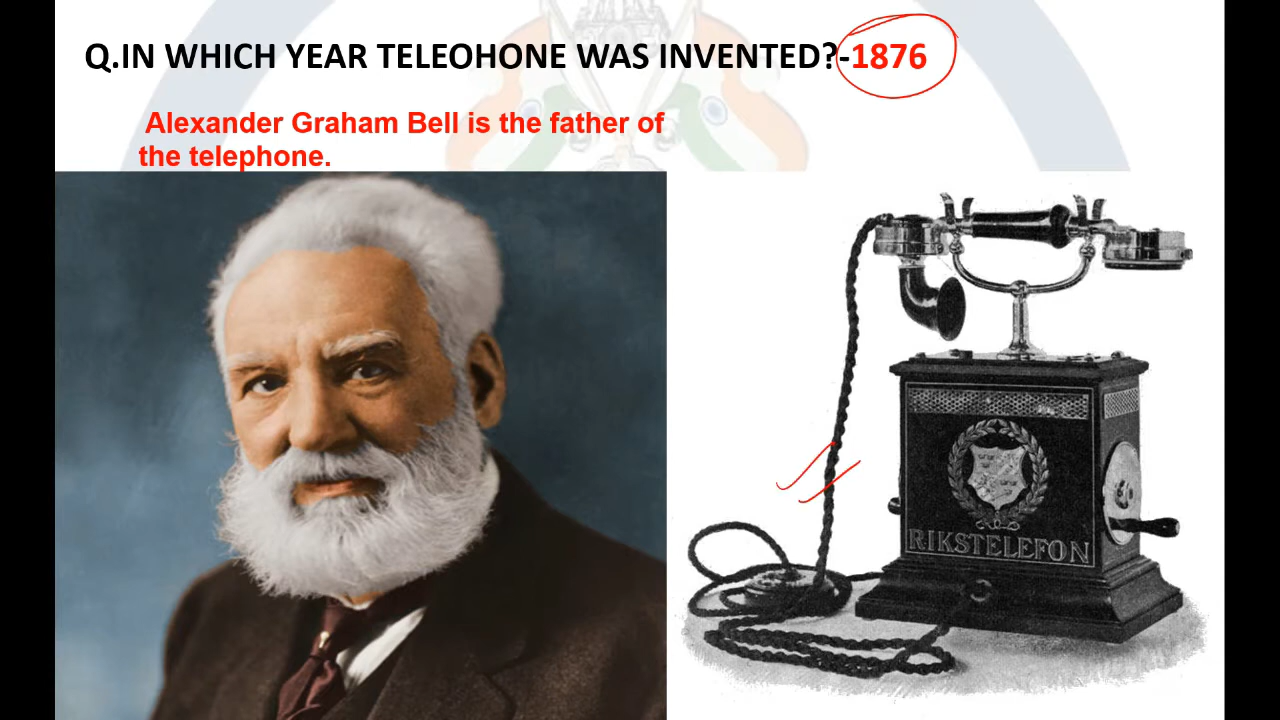 Q.IN WHICH YEAR TELEOHONE WAS INVENTED?-1876
Alexander Graham Bell is the father of
the telephone.
RIKSTELEFON